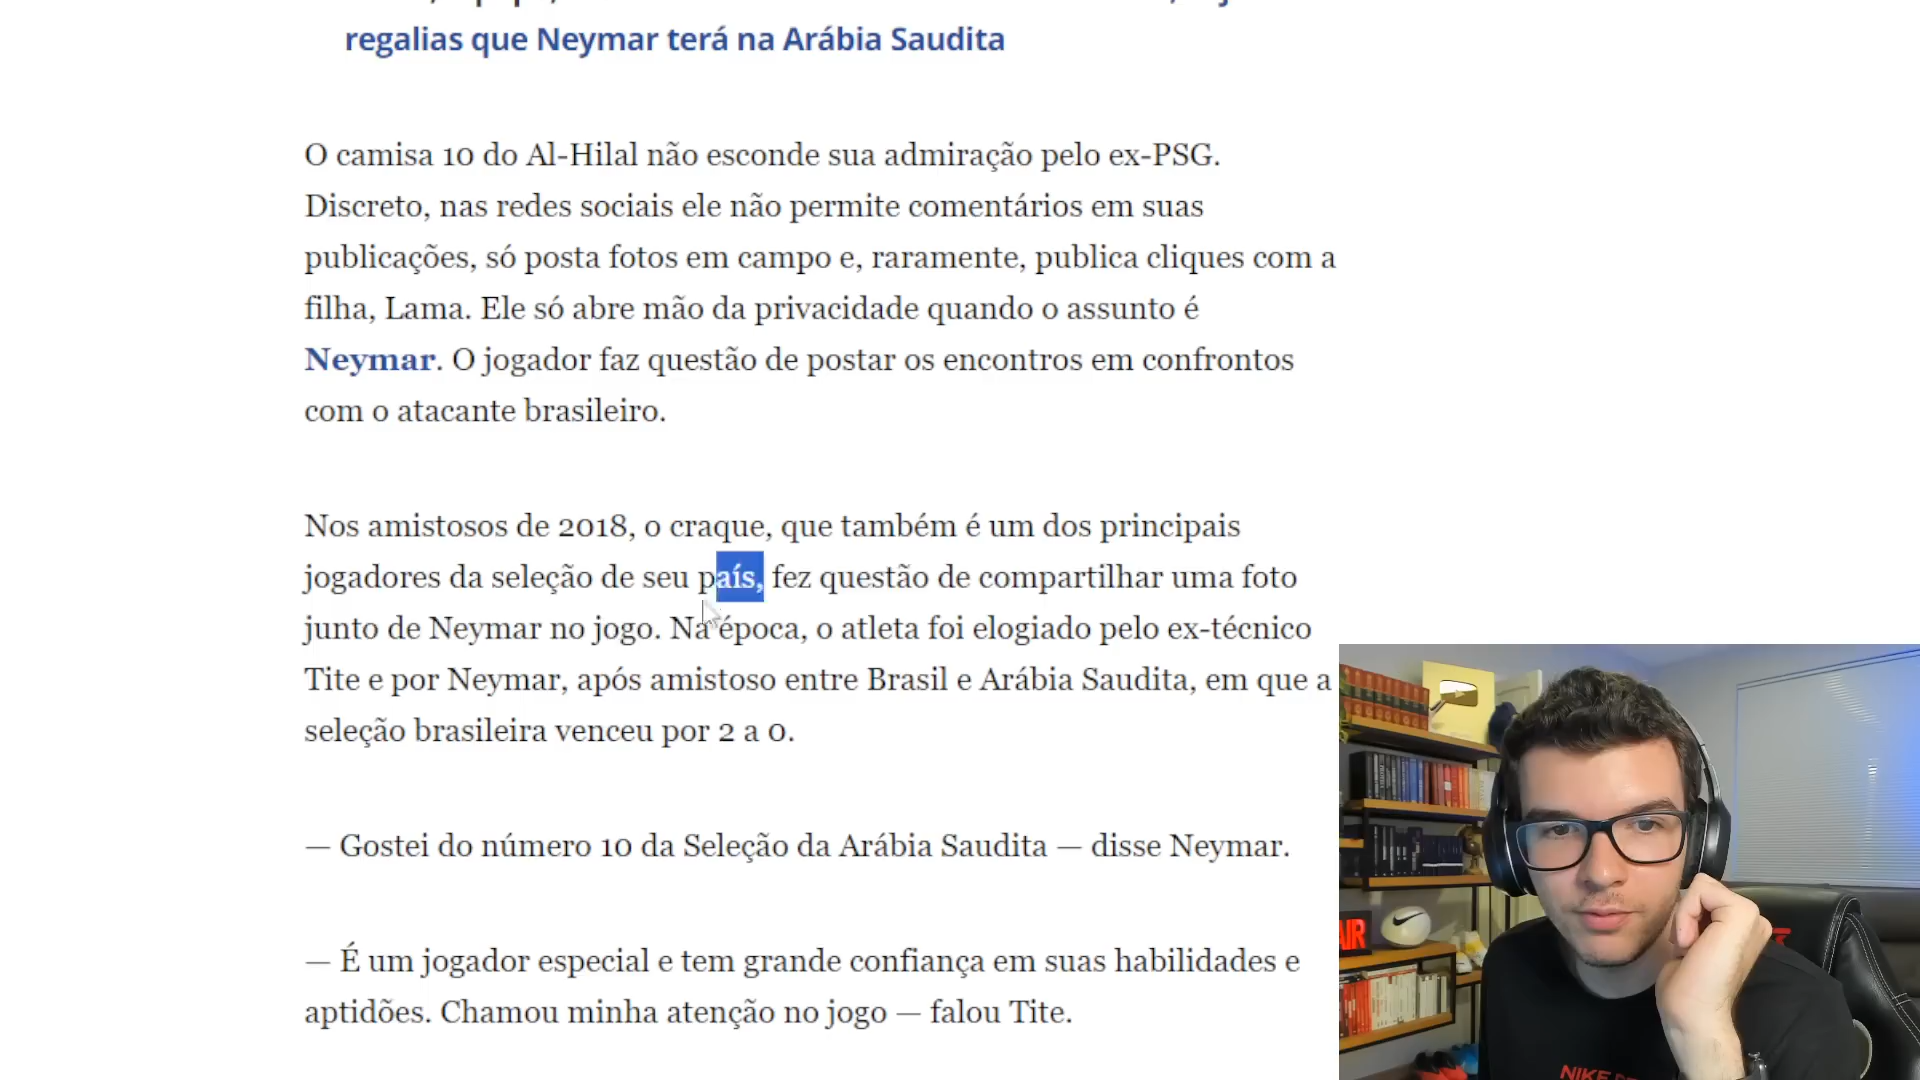 regalias que Neymar terá na Arábia Saudita
O camisa 10 do Al-Hilal não esconde sua admiração pelo ex-PSG.
Discreto, nas redes sociais ele não permite comentários em suas
publicações, só posta fotos em campo e, raramente, publica cliques com a
filha, Lama. Ele só abre mão da privacidade quando o assunto é
Neymar. O jogador faz questão de postar os encontros em confrontos
com o atacante brasileiro.
Nos amistosos de 2018, o craque, que também é um dos principais
jogadores da seleção de seu país, fez questão de compartilhar uma foto
junto de Neymar no jogo. Na época, o atleta foi elogiado pelo ex-técnico
Tite e por Neymar, após amistoso entre Brasil e Arábia Saudita, em que a
seleção brasileira venceu por 2 a 0.
— Gostei do número 10 da Seleção da Arábia Saudita — disse Neymar.
— É um jogador especial e tem grande confiança em suas habilidades e
aptidões. Chamou minha atenção no jogo — falou Tite.
AIR
NIKE